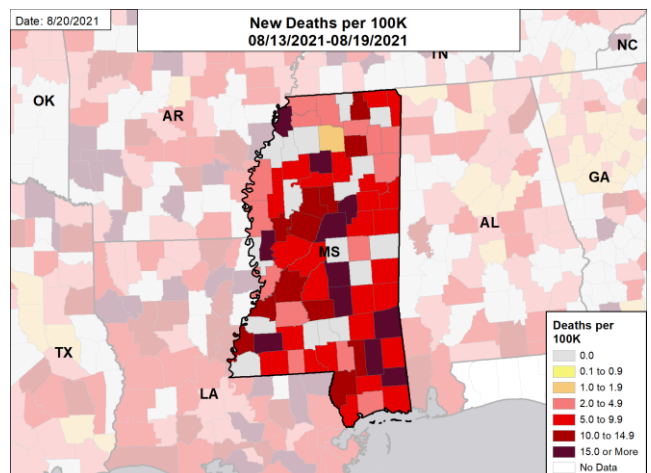 Date: 8/20/2021
New Deaths per 100K
08/13/2021-08/19/2021
TN
NC
OK
AR
GA
AL
MS
TX
LA
Deaths per
100K
0.0
0.1 to 0.9
1.0 to 1.9
2.0 to 4.9
5.0 to 9.9
10.0 to 14.9
15.0 or More
No Data